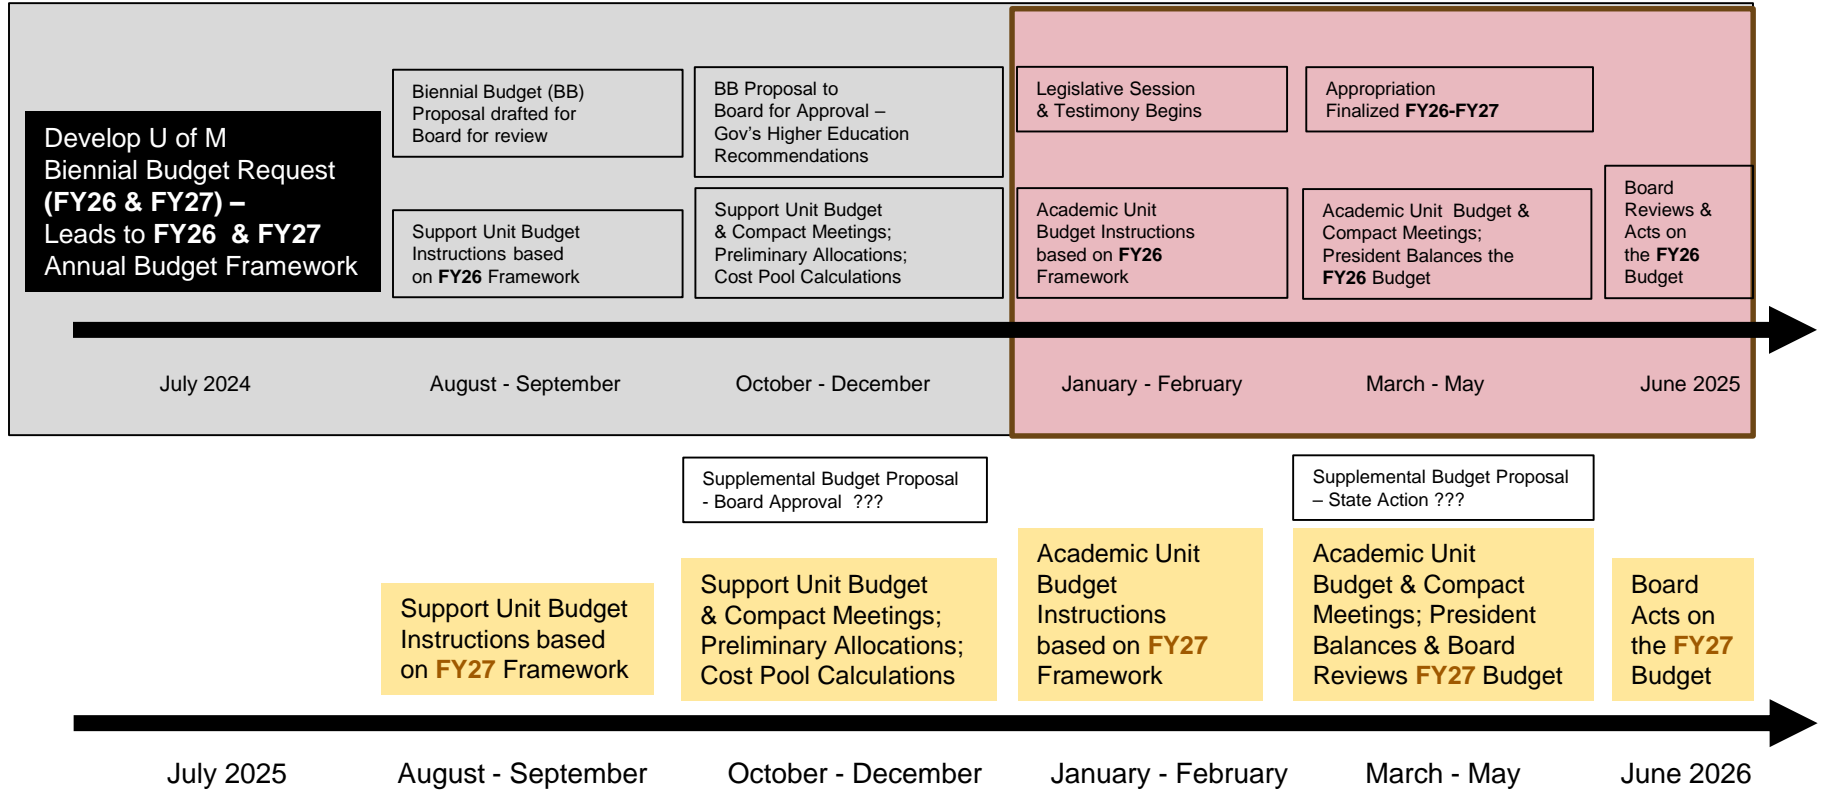 Develop U of M
Biennial Budget Request
(FY26 & FY27) –
Leads to FY26 & FY27
Annual Budget Framework
Biennial Budget (BB)
Proposal drafted for
Board for review
BB Proposal to
Board for Approval –
Gov's Higher Education
Recommendations
Legislative Session
& Testimony Begins
Appropriation
Finalized FY26-FY27
Support Unit Budget
Instructions based
on FY26 Framework
Support Unit Budget
& Compact Meetings;
Preliminary Allocations;
Cost Pool Calculations
Academic Unit
Budget Instructions
based on FY26
Framework
Academic Unit Budget &
Compact Meetings;
President Balances the
FY26 Budget
Board
Reviews &
Acts on
the FY26
Budget
July 2024
August - September
October - December
January - February
March - May
June 2025
Supplemental Budget Proposal
- Board Approval ???
Supplemental Budget Proposal
– State Action ???
Support Unit Budget
Instructions based
on FY27 Framework
Support Unit Budget
& Compact Meetings;
Preliminary Allocations;
Cost Pool Calculations
Academic Unit
Budget
Instructions
based on FY27
Framework
Academic Unit
Budget & Compact
Meetings; President
Balances & Board
Reviews FY27 Budget
Board
Acts on
the FY27
Budget
July 2025
August - September
October - December
January - February
March - May
June 2026